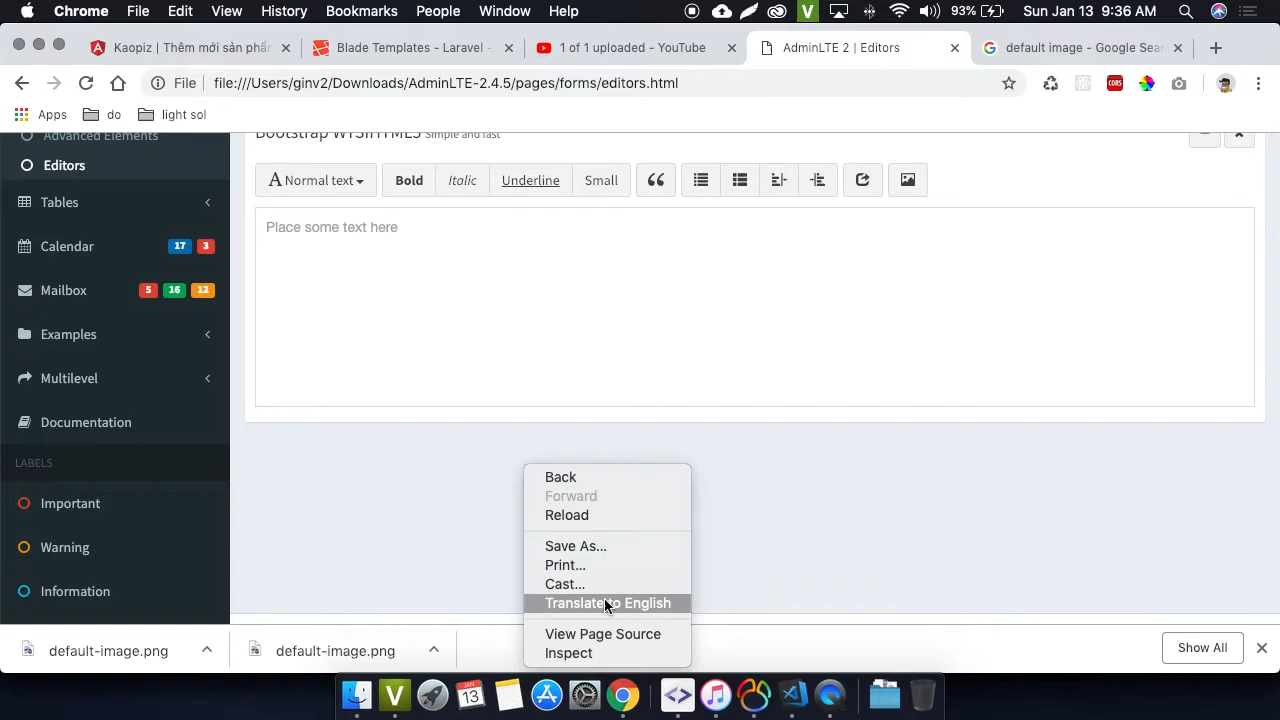 Chrome File Edit View History Bookmarks People Window Help V 93% Sun Jan 13 9:36 AM
Kaopiz | Thêm mới sản phẩm
Blade Templates - Laravel -
1 of 1 uploaded - YouTube
AdminLTE 2 | Editors
default image - Google Sea
File file:///Users/ginv2/Downloads/AdminLTE-2.4.5/pages/forms/editors.html CORS
Apps do light sol
Advanced Elements
Editors
Tables
Calendar 17 3
Mailbox 5 16 12
Examples
Multilevel
Documentation
LABELS
Important
Warning
Information
Bootstrap WYSIHTML5 Simple and fast
Normal text Bold Italic Underline Small
Place some text here
Back
Forward
Reload
Save As...
Print...
Cast...
Translate to English
View Page Source
Inspect
default-image.png default-image.png Show All
V JAN 13